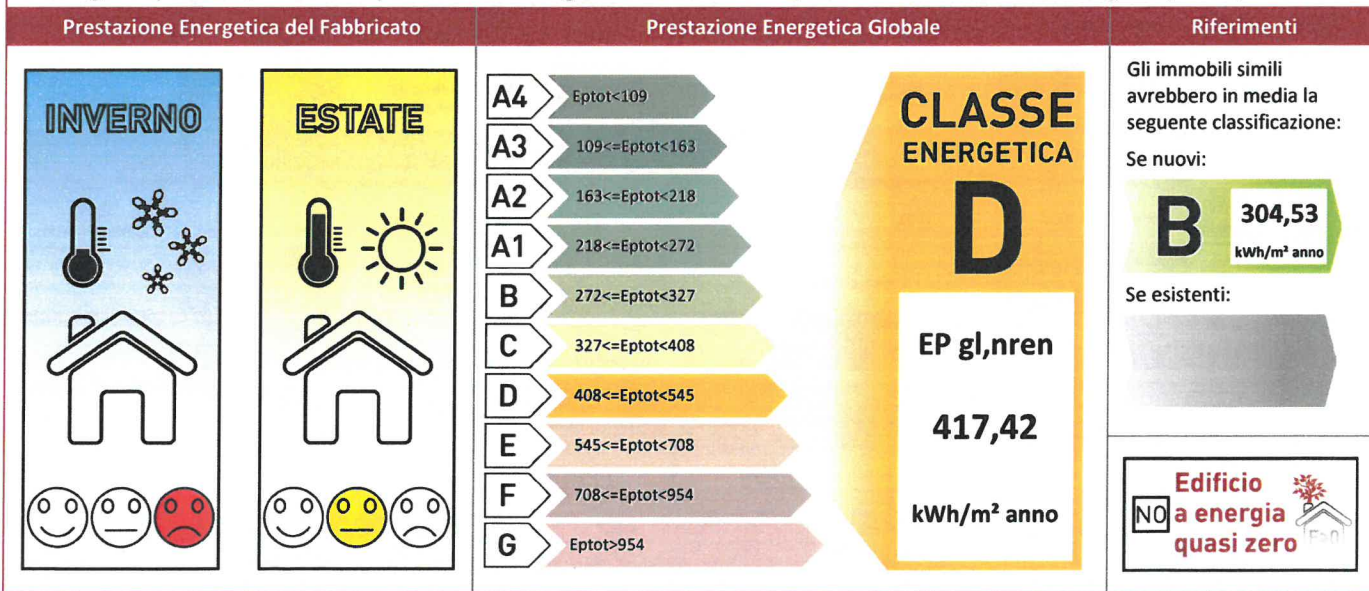 Prestazione Energetica del Fabbricato
Prestazione Energetica Globale
Riferimenti
INVERNO
ESTATE
A4 Eptot<109
A3 109<=Eptot<163
A2 163<=Eptot<218
A1 218<=Eptot<272
B 272<=Eptot<327
C 327<=Eptot<408
D 408<=Eptot<545
E 545<=Eptot<708
F 708<=Eptot<954
G Eptot>954
CLASSE
ENERGETICA
D
EP gl,nren
417,42
kWh/m² anno
Gli immobili simili
avrebbero in media la
seguente classificazione:
Se nuovi:
B 304,53
kWh/m² anno
Se esistenti:
Edificio
NO a energia
quasi zero